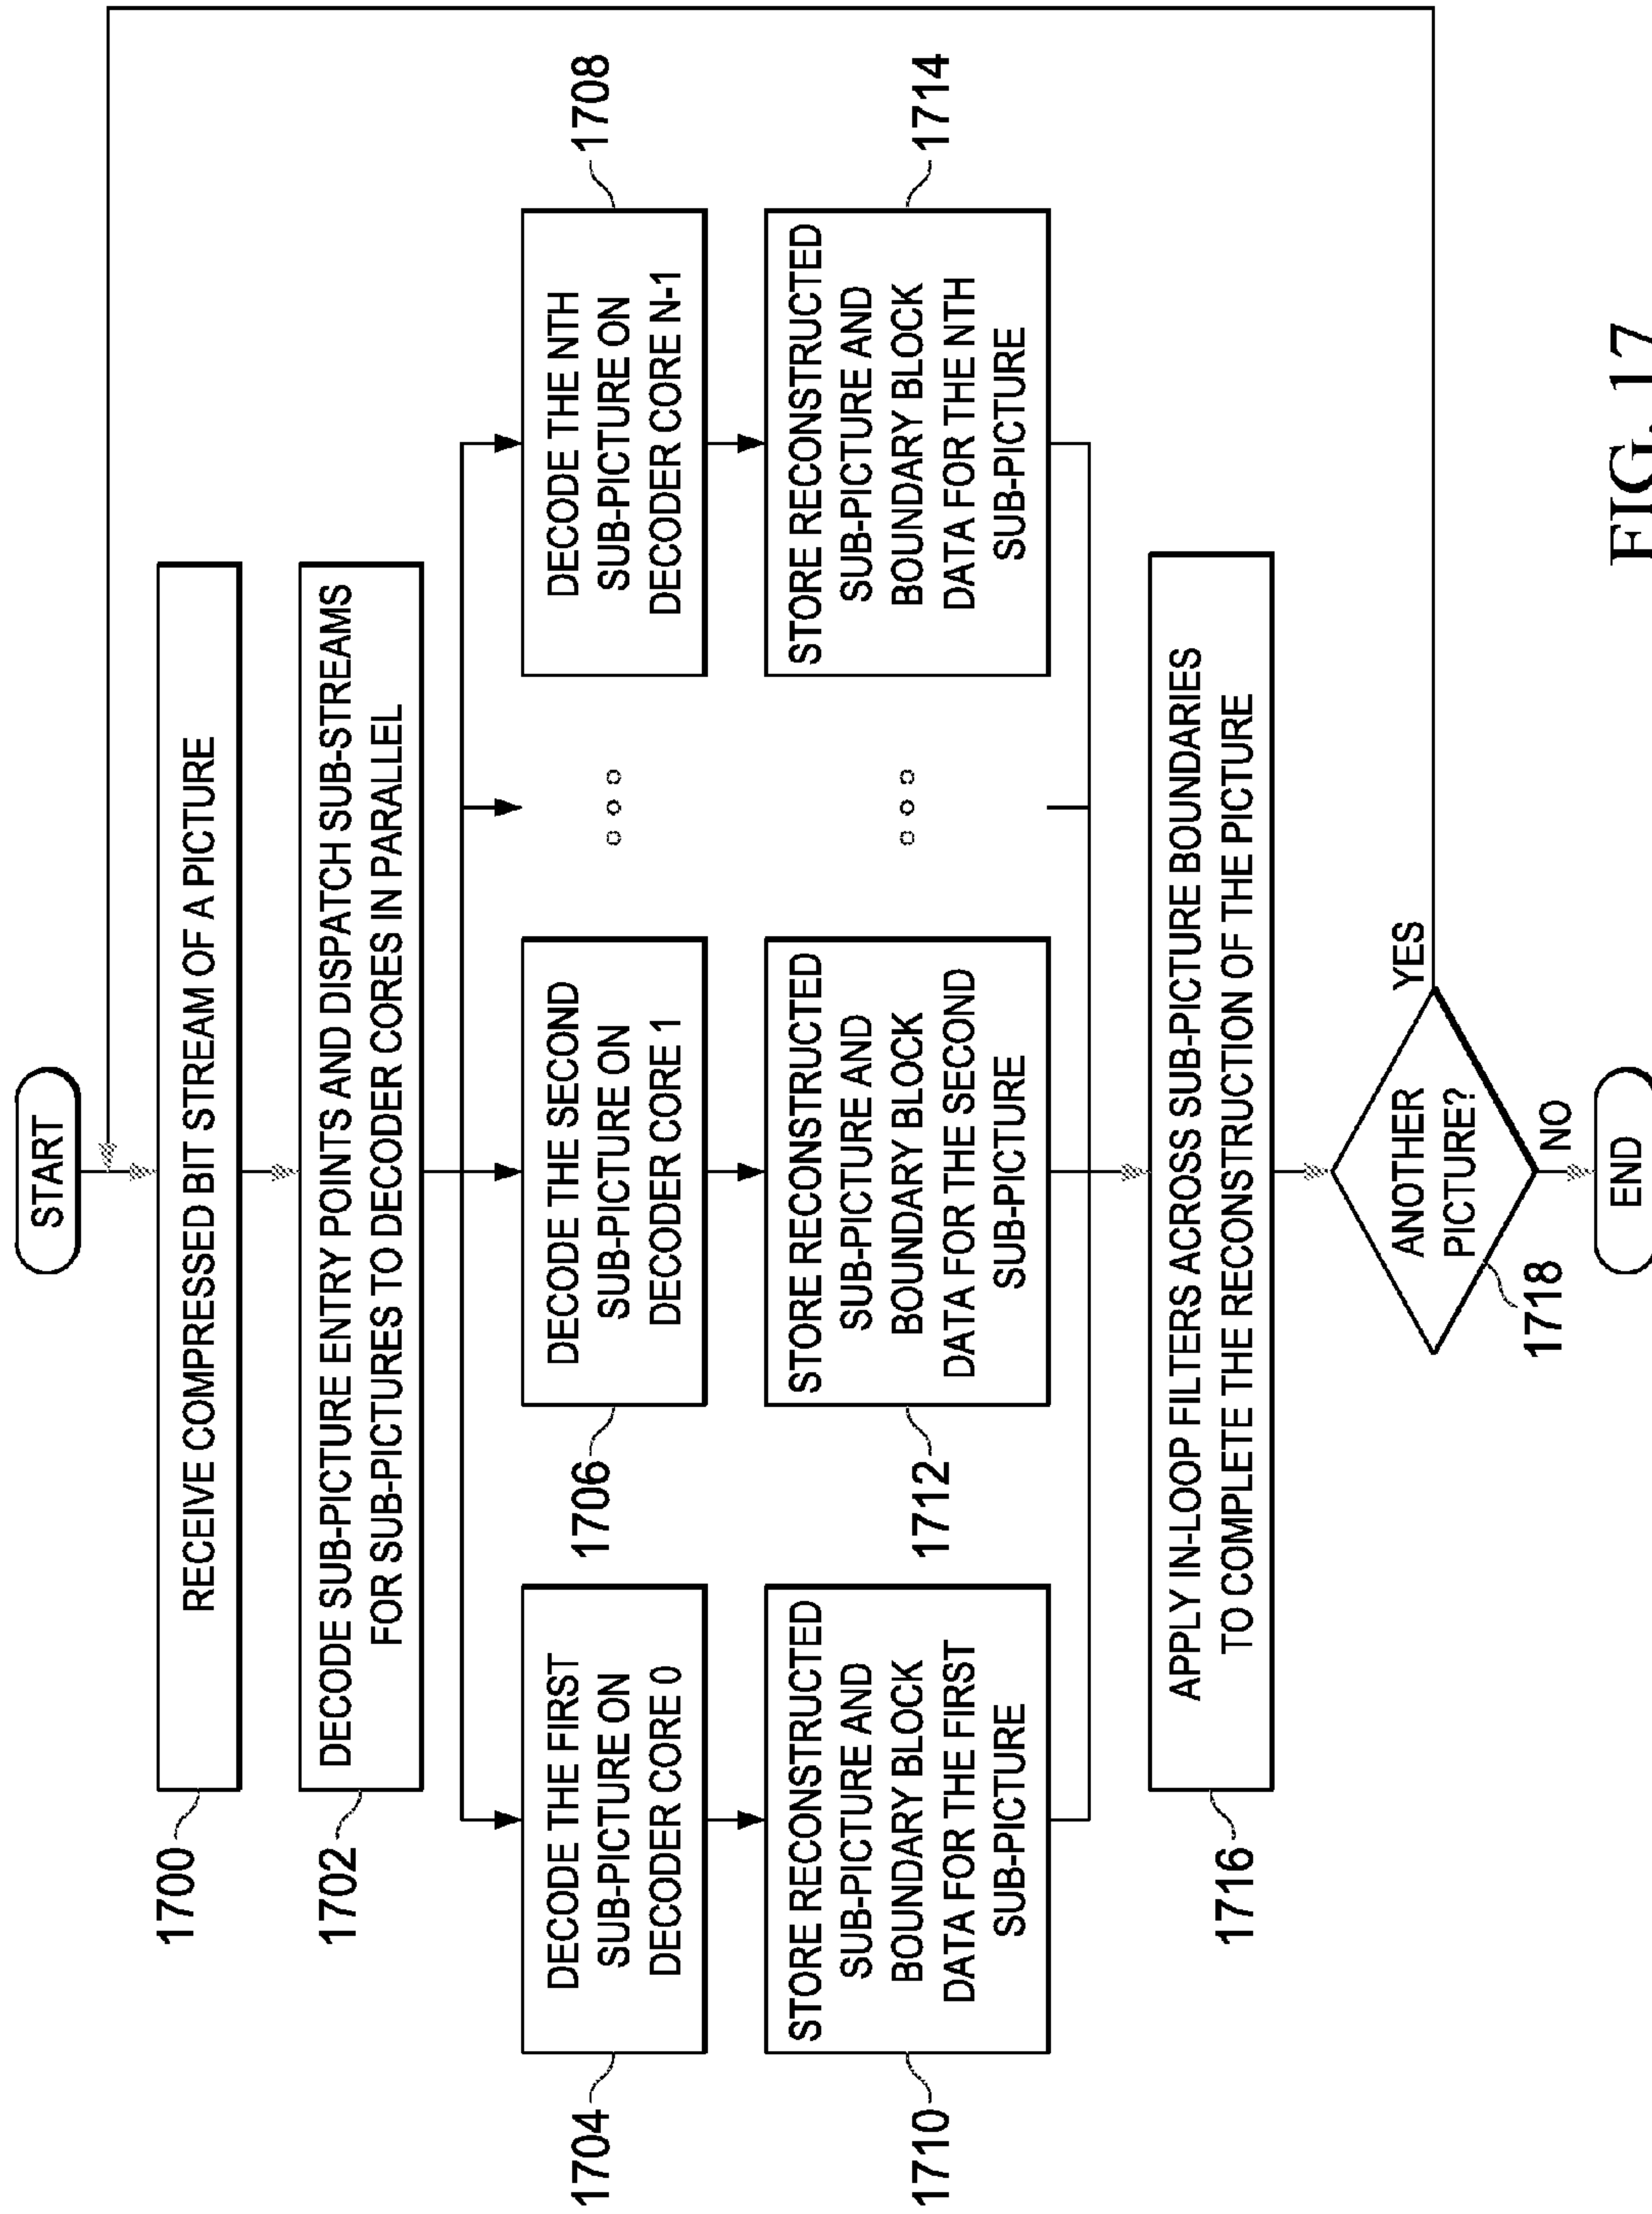 START
1700
RECEIVE COMPRESSED BIT STREAM OF A PICTURE
1702
DECODE SUB-PICTURE ENTRY POINTS AND DISPATCH SUB-STREAMS
FOR SUB-PICTURES TO DECODER CORES IN PARALLEL
1704
DECODE THE FIRST
SUB-PICTURE ON
DECODER CORE 0
1706
DECODE THE SECOND
SUB-PICTURE ON
DECODER CORE 1
DECODE THE NTH
SUB-PICTURE ON
DECODER CORE N-1
1708
1710
STORE RECONSTRUCTED
SUB-PICTURE AND
BOUNDARY BLOCK
DATA FOR THE FIRST
SUB-PICTURE
1712
STORE RECONSTRUCTED
SUB-PICTURE AND
BOUNDARY BLOCK
DATA FOR THE SECOND
SUB-PICTURE
STORE RECONSTRUCTED
SUB-PICTURE AND
BOUNDARY BLOCK
DATA FOR THE NTH
SUB-PICTURE
1714
1716
APPLY IN-LOOP FILTERS ACROSS SUB-PICTURE BOUNDARIES
TO COMPLETE THE RECONSTRUCTION OF THE PICTURE
ANOTHER
PICTURE?
YES
1718
NO
END
FIG. 17